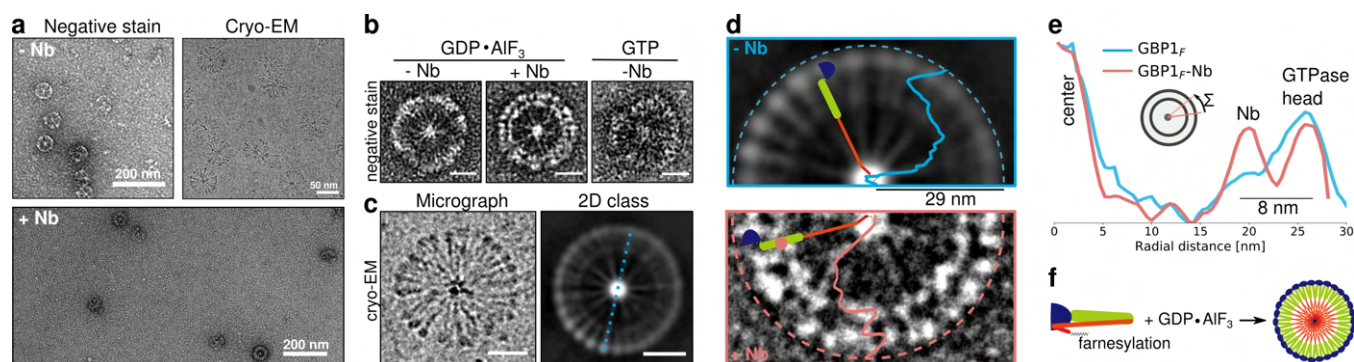 a
Negative stain
Cryo-EM
- Nb
200 nm
50 nm
+ Nb
200 nm
b
GDP•AlF3
GTP
- Nb
+ Nb
-Nb
negative stain
c
Micrograph
2D class
cryo-EM
d
- Nb
29 nm
+ Nb
e
GBP1F
GBP1F-Nb
center
Σ
Nb
GTPase
head
8 nm
0 5 10 15 20 25 30
Radial distance [nm]
f
+ GDP•AlF3
farnesylation